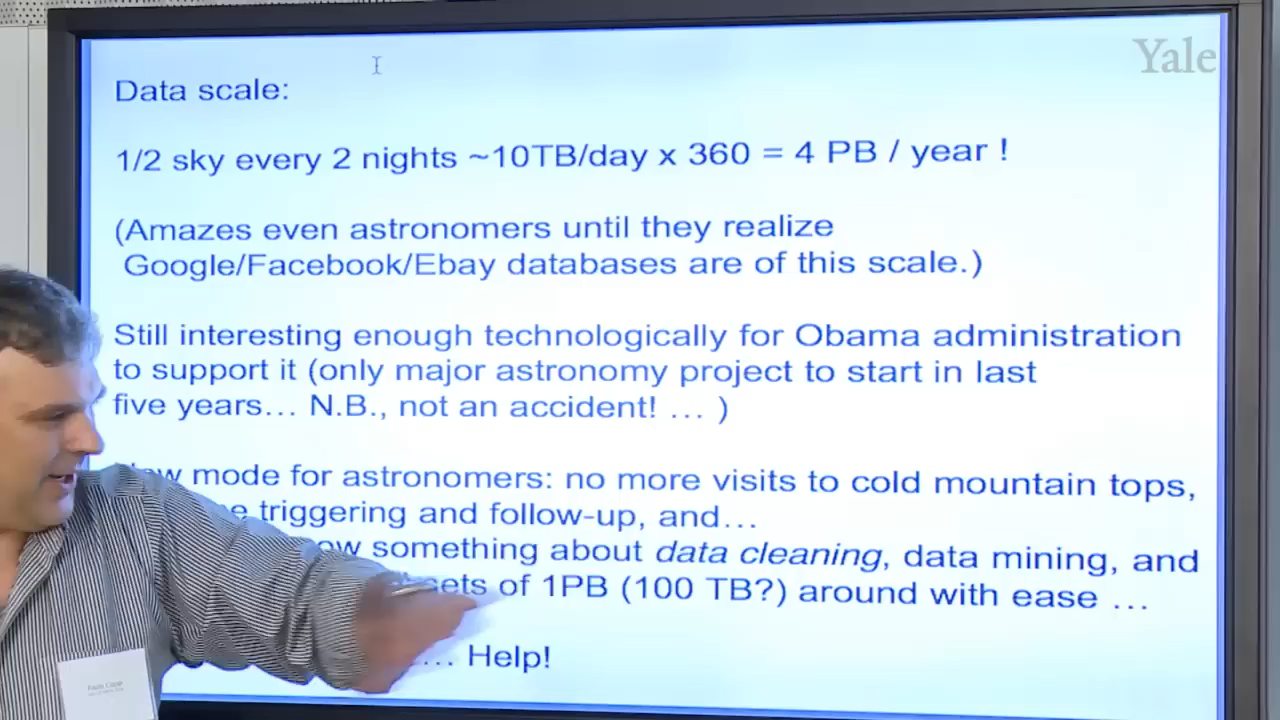 Yale
Data scale:
1/2 sky every 2 nights ~10TB/day x 360 = 4 PB / year !
(Amazes even astronomers until they realize
Google/Facebook/Ebay databases are of this scale.)
Still interesting enough technologically for Obama administration
to support it (only major astronomy project to start in last
five years... N.B., not an accident! ... )
mode for astronomers: no more visits to cold mountain tops,
triggering and follow-up, and...
something about data cleaning, data mining, and
of 1PB (100 TB?) around with ease ...
... Help!